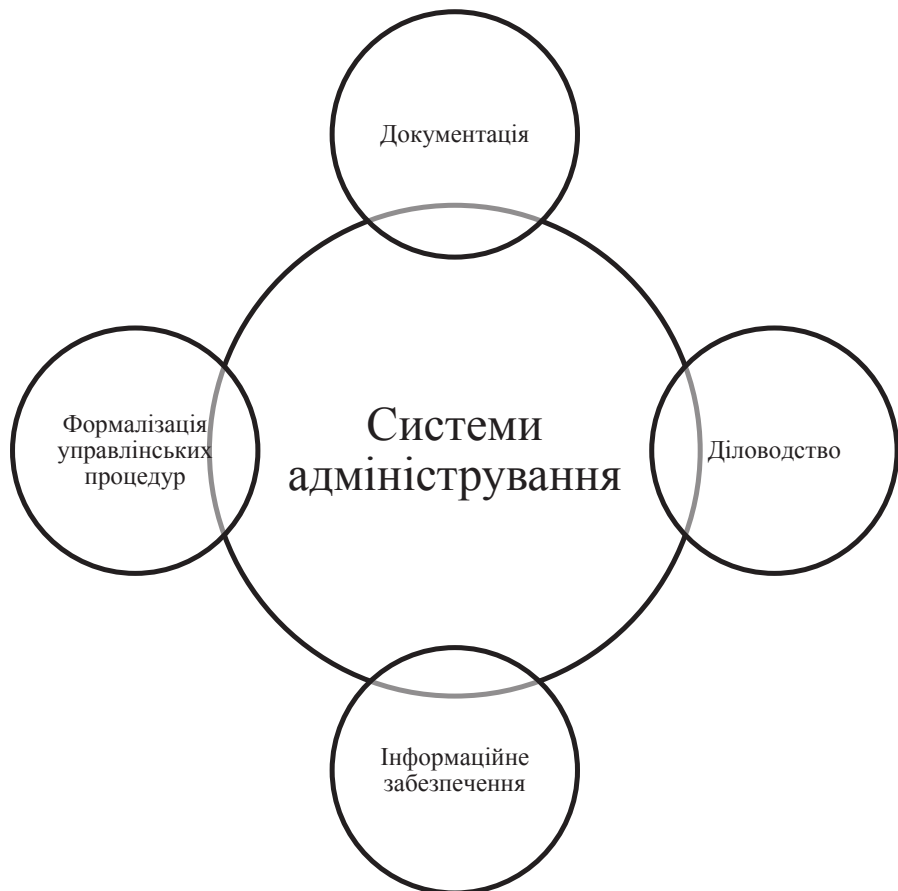 Документація
Формалізація
управлінських
процедур
Системи
адміністрування
Діловодство
Інформаційне
забезпечення